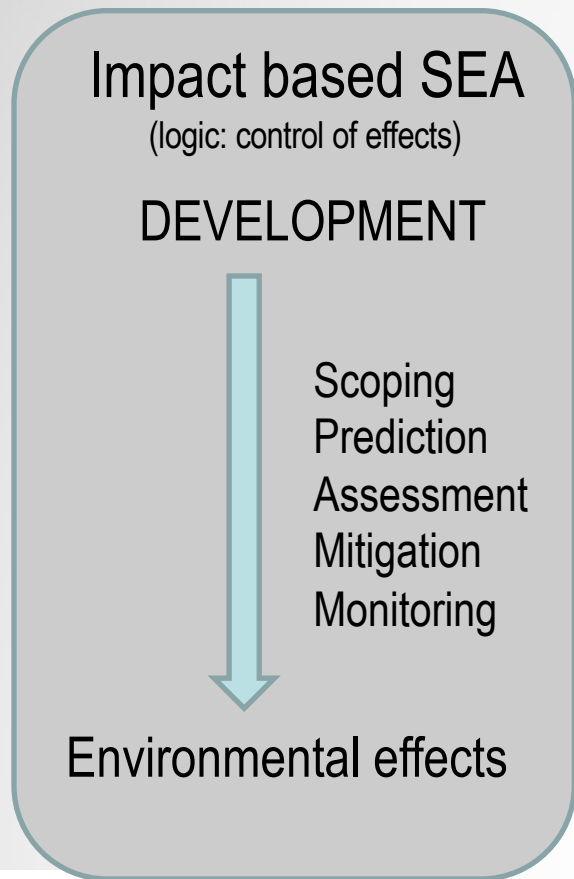 Impact based SEA
(logic: control of effects)
DEVELOPMENT
Scoping
Prediction
Assessment
Mitigation
Monitoring
Environmental effects